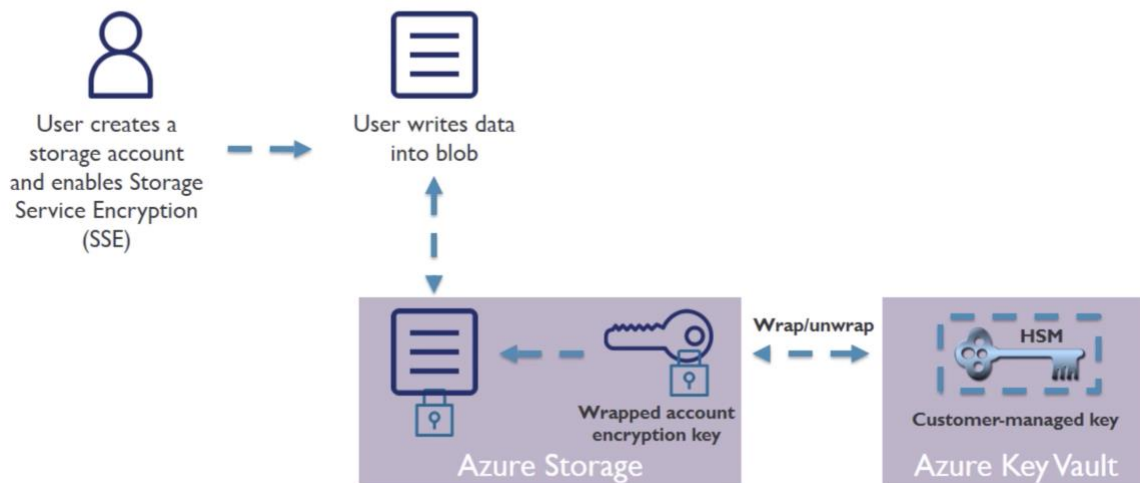 User creates a
storage account
and enables Storage
Service Encryption
(SSE)
User writes data
into blob
Wrapped account
encryption key
Azure Storage
Wrap/unwrap
HSM
Customer-managed key
Azure Key Vault